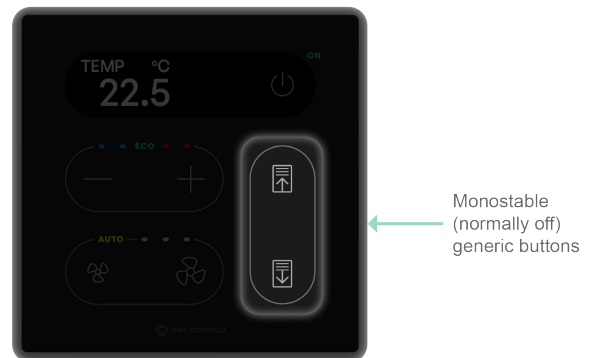 ON
TEMP °C
22.5
ECO
AUTO
Monostable
(normally off)
generic buttons